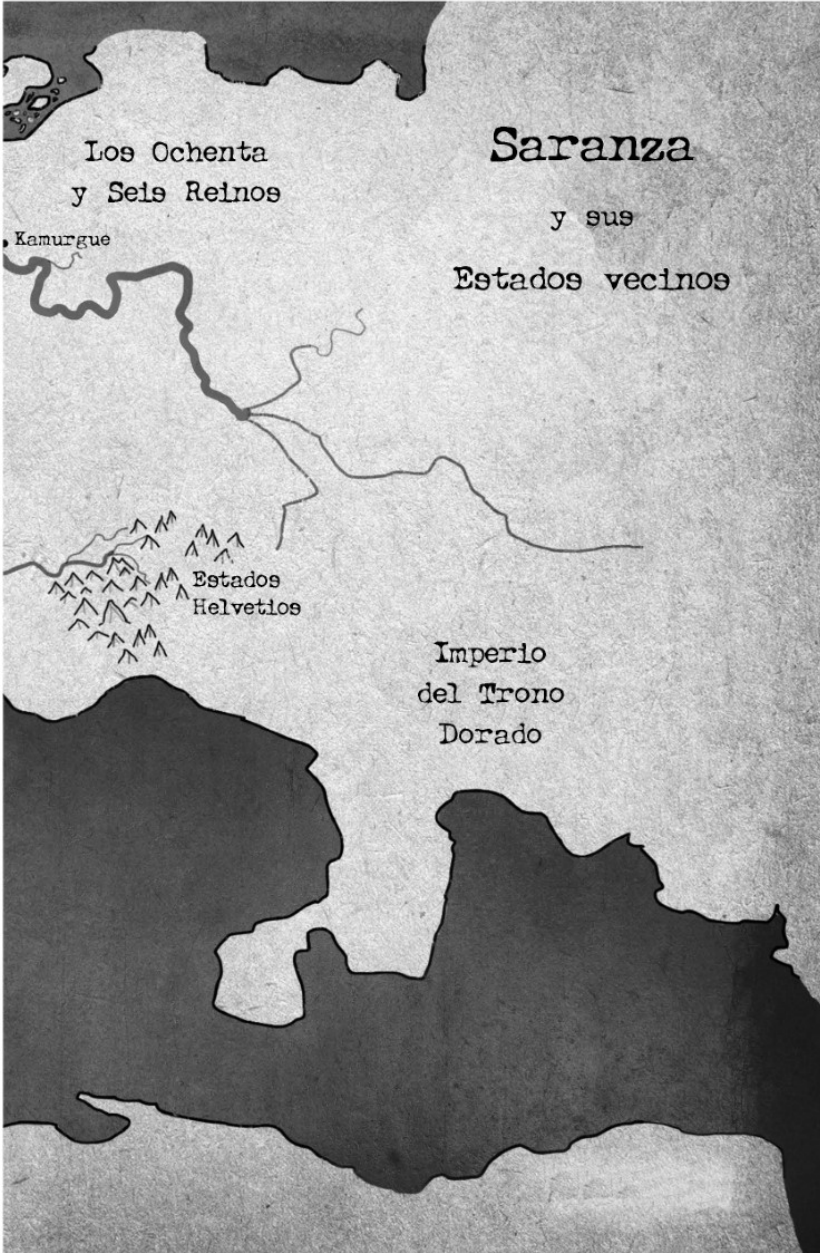 Los Ochenta
y Seis Reinos
Saranza
y sus
Estados vecinos
Kamurgue
Estados
Helvetios
Imperio
del Trono
Dorado